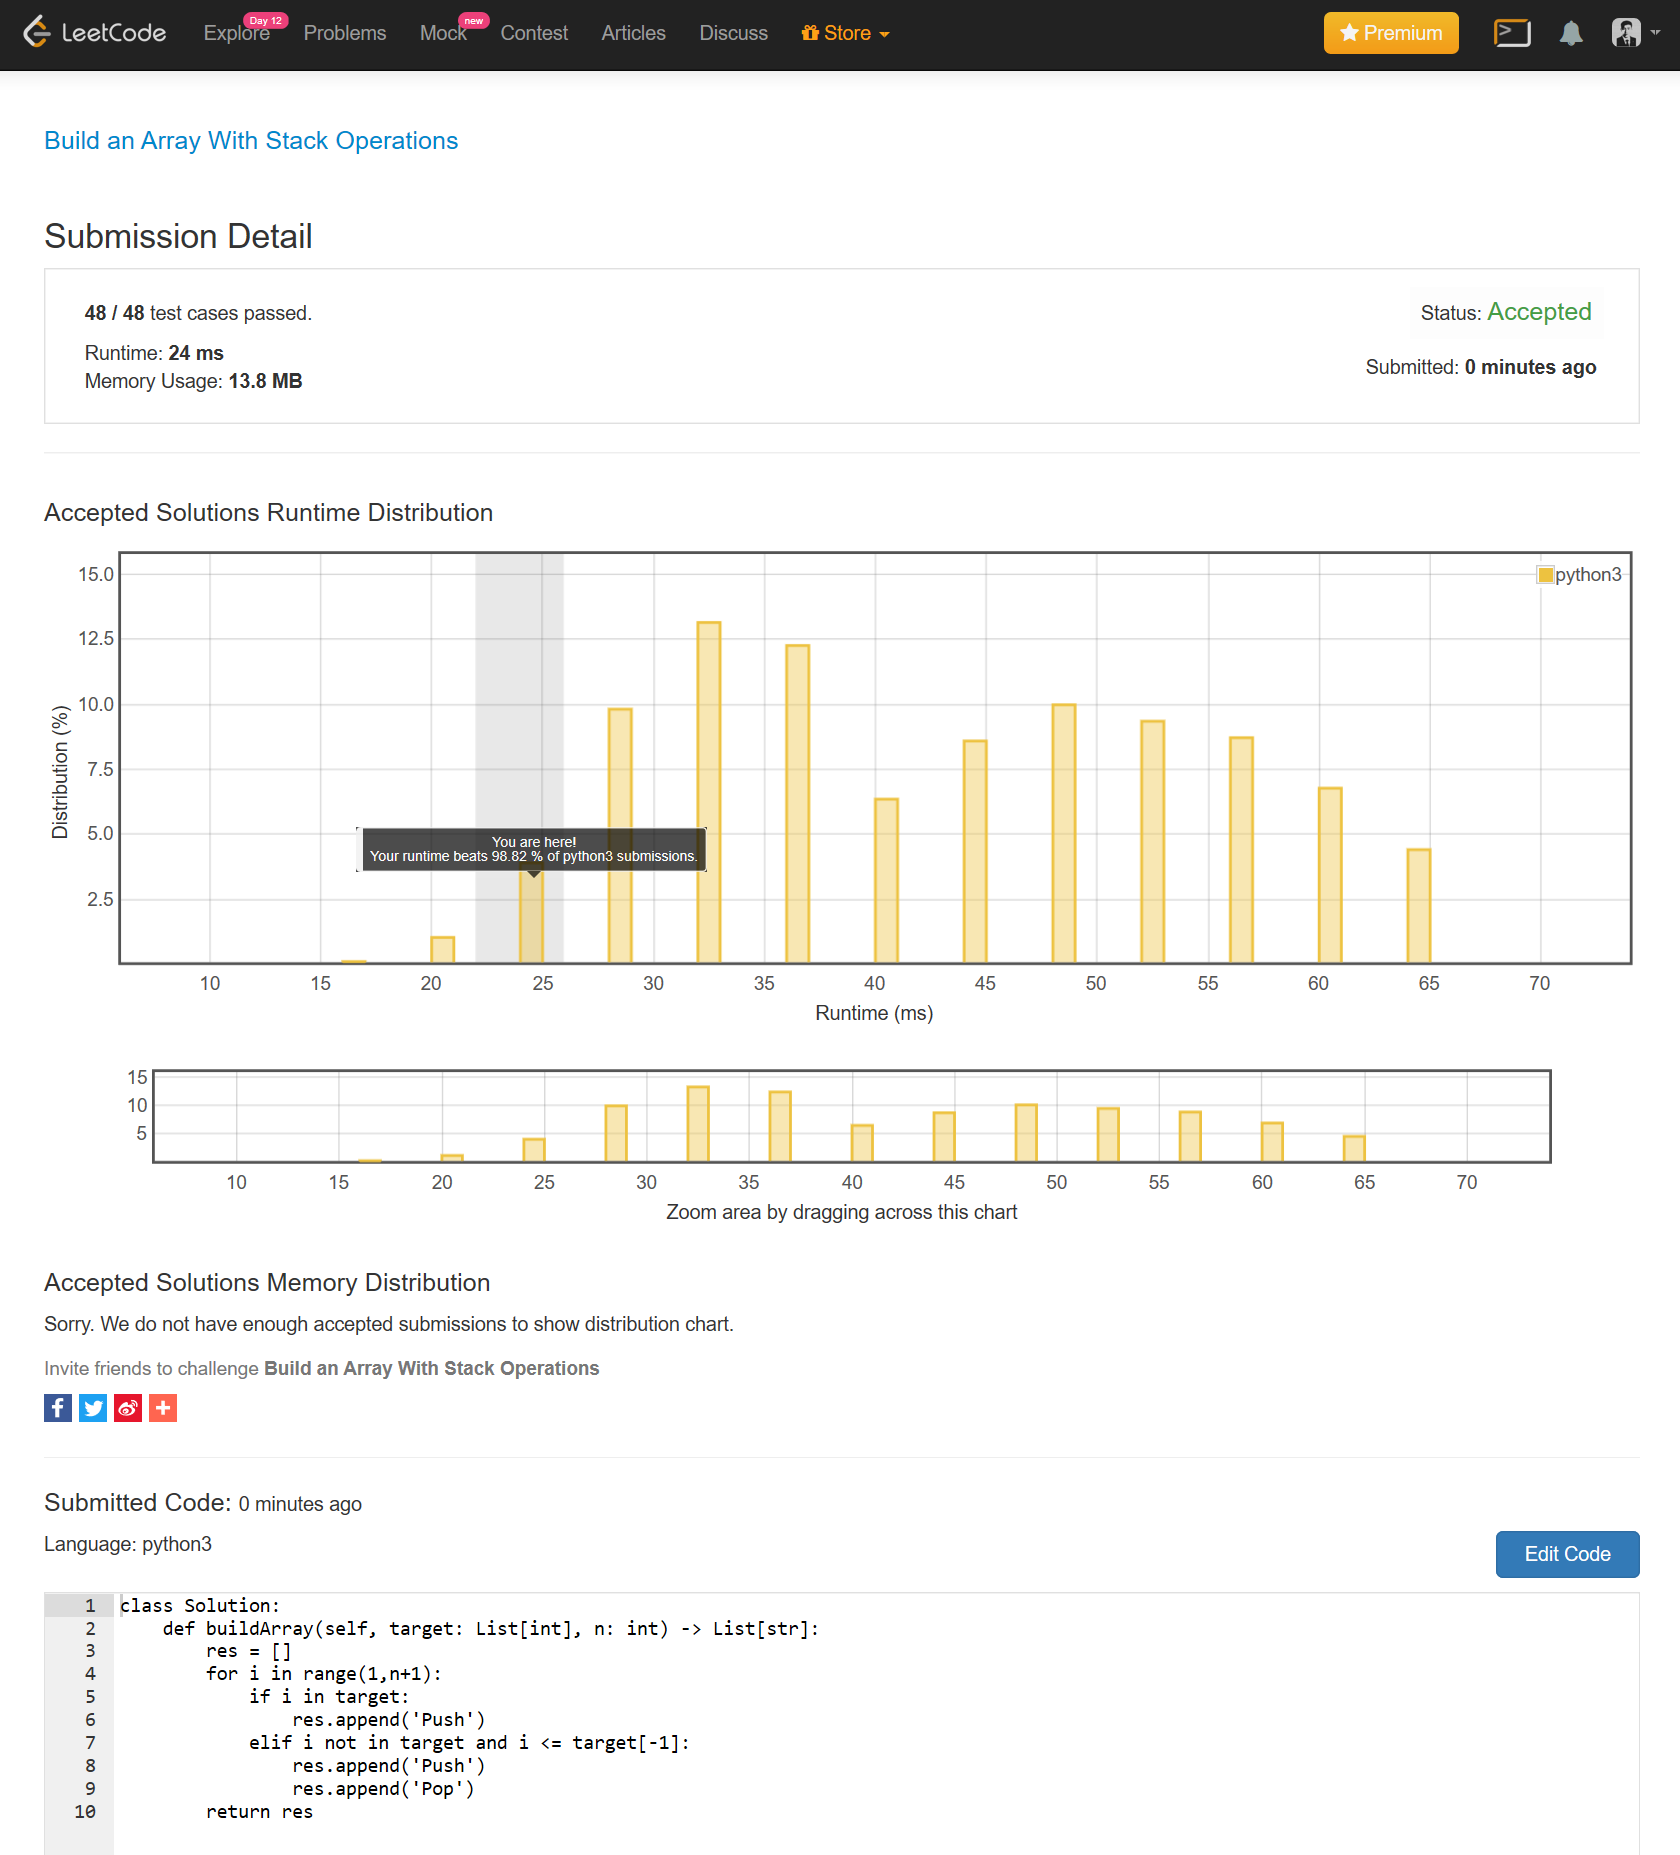 LeetCode
Explore Day 12 Problems Mock new Contest Articles Discuss Store Premium
Build an Array With Stack Operations
Submission Detail
48 / 48 test cases passed.
Status: Accepted
Runtime: 24 ms
Submitted: 0 minutes ago
Memory Usage: 13.8 MB
Accepted Solutions Runtime Distribution
15.0
12.5
10.0
7.5
5.0
2.5
Distribution (%)
python3
You are here!
Your runtime beats 98.82 % of python3 submissions.
10 15 20 25 30 35 40 45 50 55 60 65 70
Runtime (ms)
15
10
5
10 15 20 25 30 35 40 45 50 55 60 65 70
Zoom area by dragging across this chart
Accepted Solutions Memory Distribution
Sorry. We do not have enough accepted submissions to show distribution chart.
Invite friends to challenge Build an Array With Stack Operations
Submitted Code: 0 minutes ago
Language: python3
Edit Code
1 class Solution:
2     def buildArray(self, target: List[int], n: int) -> List[str]:
3         res = []
4         for i in range(1,n+1):
5             if i in target:
6                 res.append('Push')
7             elif i not in target and i <= target[-1]:
8                 res.append('Push')
9                 res.append('Pop')
10         return res